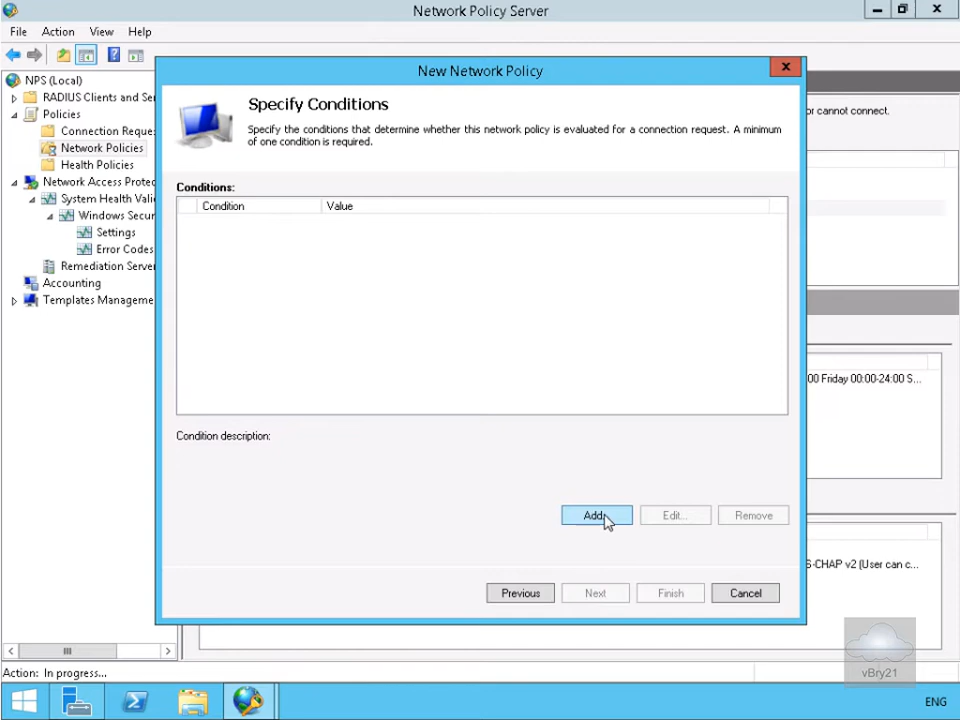 Network Policy Server
File Action View Help
NPS (Local)
RADIUS Clients and Ser
Policies
Connection Reque
Network Policies
Health Policies
Network Access Protec
System Health Valid
Windows Secur
Settings
Error Codes
Remediation Server
Accounting
Templates Manageme
New Network Policy
Specify Conditions
Specify the conditions that determine whether this network policy is evaluated for a connection request. A minimum
of one condition is required.
Conditions:
Condition Value
Condition description:
Add Edit... Remove
Previous Next Finish Cancel
or cannot connect.
00 Friday 00:00-24:00 S...
S-CHAP v2 (User can c...
Action: In progress...
vBry21
ENG